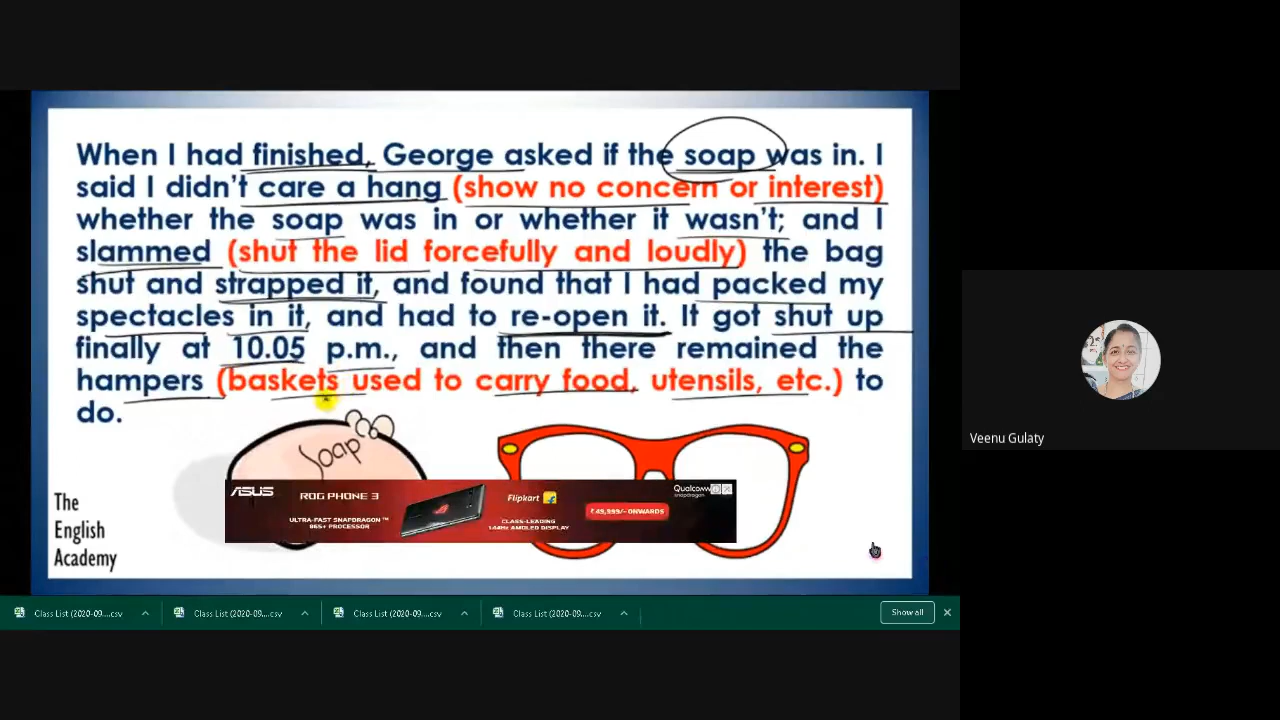 When I had finished, George asked if the soap was in. I
said I didn't care a hang (show no concern or interest)
whether the soap was in or whether it wasn't; and I
slammed (shut the lid forcefully and loudly) the bag
shut and strapped it, and found that I had packed my
spectacles in it, and had to re-open it. It got shut up
finally at 10.05 p.m., and then there remained the
hampers (baskets used to carry food, utensils, etc.) to
do.
Soap
The
English
Academy
ASUS
ROG PHONE 3
ULTRA-FAST SNAPDRAGON™
865+ PROCESSOR
Flipkart
CLASS-LEADING
144Hz AMOLED DISPLAY
Qualcomm
snapdragon
₹49,999/- ONWARDS
Veenu Gulaty
Class List (2020-09....csv
Class List (2020-09....csv
Class List (2020-09....csv
Class List (2020-09....csv
Show all